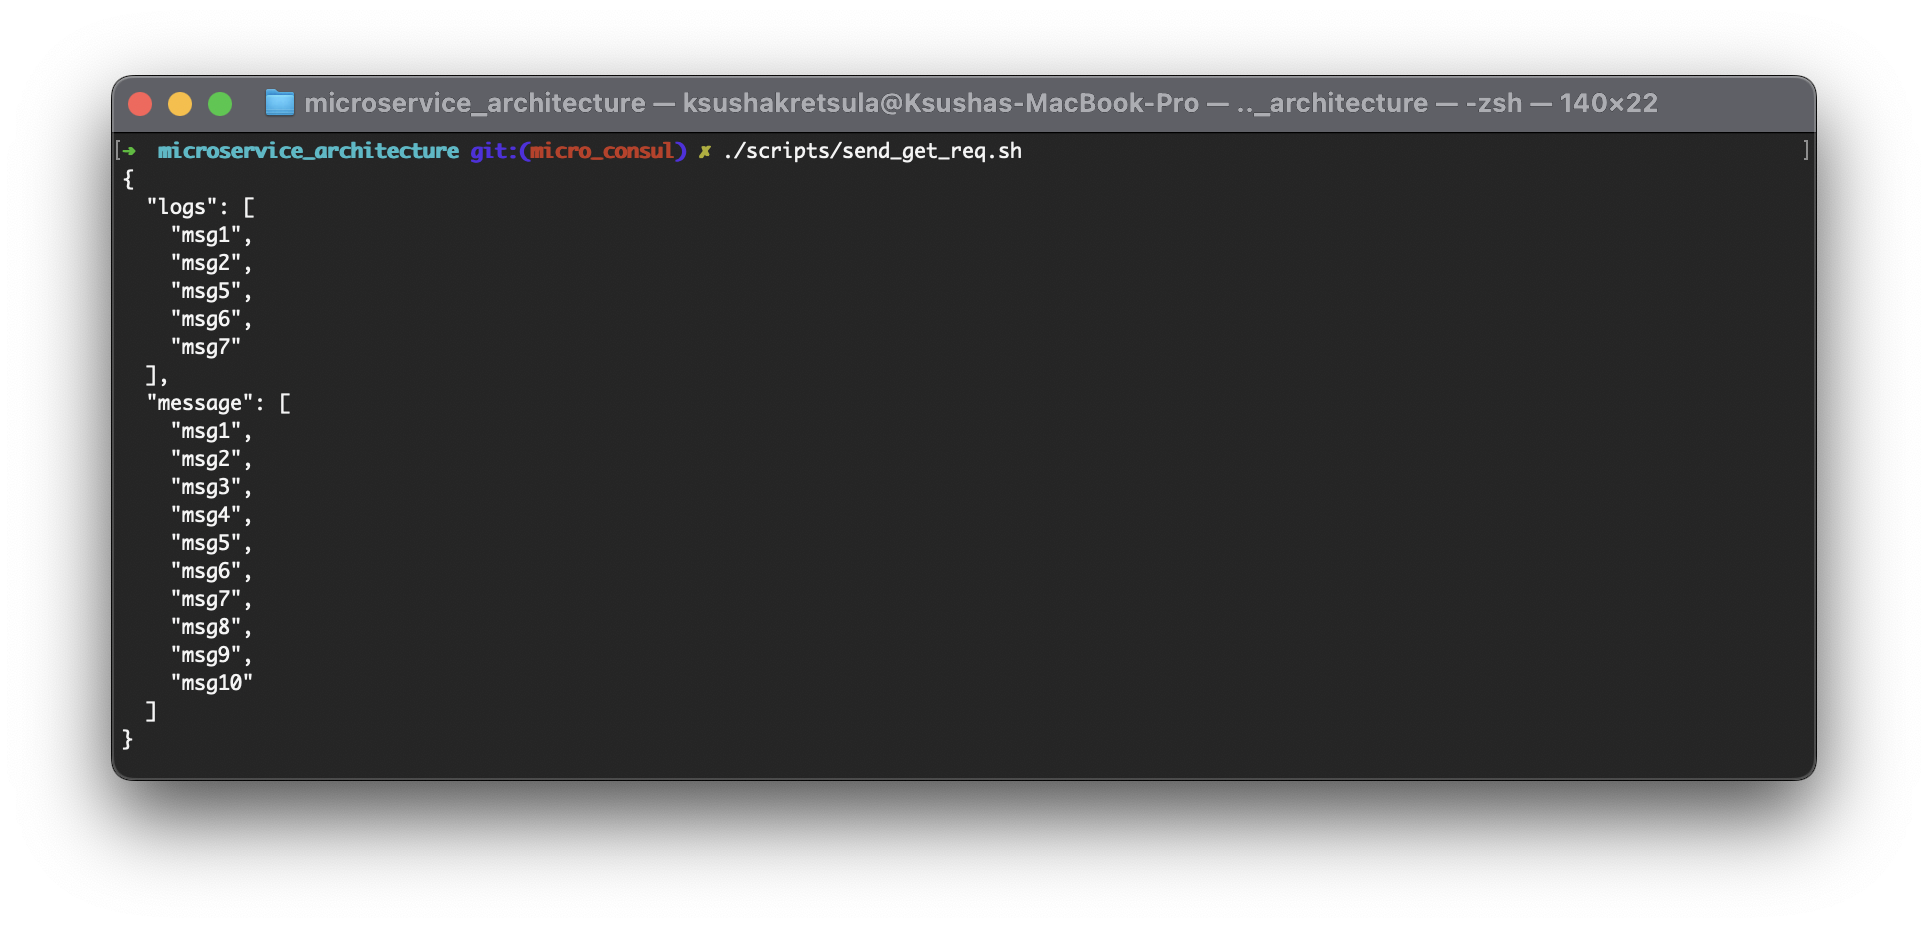 microservice_architecture — ksushakretsula@Ksushas-MacBook-Pro — .._architecture — -zsh — 140×22
[➜  microservice_architecture git:(micro_consul) ✗ ./scripts/send_get_req.sh ]
{
  "logs": [
    "msg1",
    "msg2",
    "msg5",
    "msg6",
    "msg7"
  ],
  "message": [
    "msg1",
    "msg2",
    "msg3",
    "msg4",
    "msg5",
    "msg6",
    "msg7",
    "msg8",
    "msg9",
    "msg10"
  ]
}